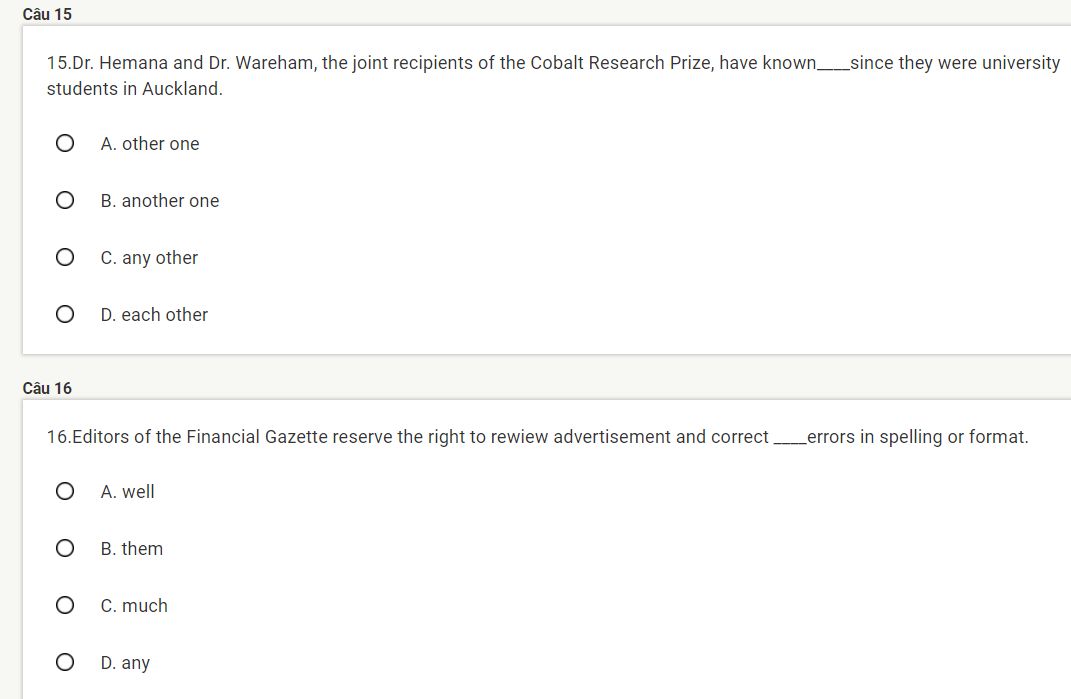 Câu 15
15.Dr. Hemana and Dr. Wareham, the joint recipients of the Cobalt Research Prize, have known____since they were university
students in Auckland.
A. other one
B. another one
C. any other
D. each other
Câu 16
16.Editors of the Financial Gazette reserve the right to rewiew advertisement and correct ____errors in spelling or format.
A. well
B. them
C. much
D. any